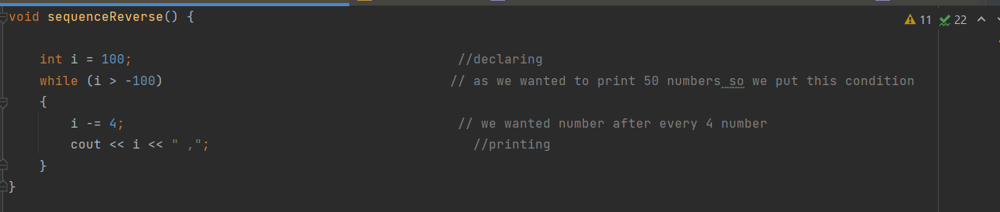 void sequenceReverse() {
11 22
int i = 100; //declaring
while (i > -100) // as we wanted to print 50 numbers so we put this condition
{
i -= 4; // we wanted number after every 4 number
cout << i << " ,"; //printing
}
}